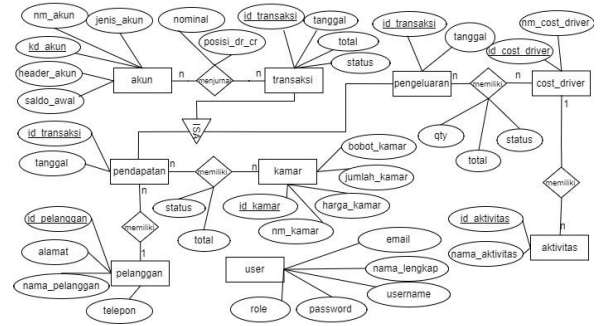 nm_akun
jenis_akun
kd_akun
header_akun
saldo_awal
akun
n
nominal
posisi_dr_cr
menjurnal
n
transaksi
id_transaksi
tanggal
total
status
ISA
id_transaksi
tanggal
pengeluaran
n
memiliki
n
qty
total
status
nm_cost_driver
id_cost_driver
cost_driver
1
memiliki
n
id_aktivitas
nama_aktivitas
aktivitas
id_transaksi
tanggal
pendapatan
n
memiliki
n
status
total
kamar
bobot_kamar
jumlah_kamar
harga_kamar
nm_kamar
id_kamar
n
memiliki
1
id_pelanggan
alamat
nama_pelanggan
telepon
pelanggan
user
email
nama_lengkap
username
password
role